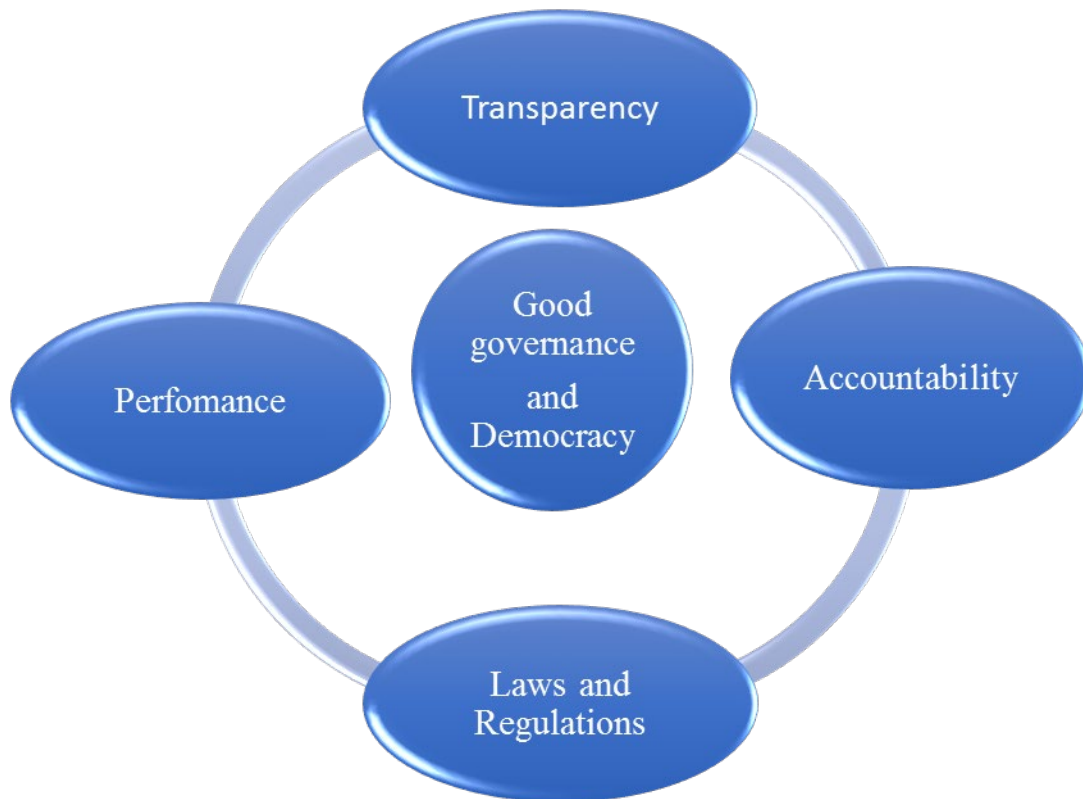 Transparency
Good
governance
and
Democracy
Accountability
Perfomance
Laws and
Regulations